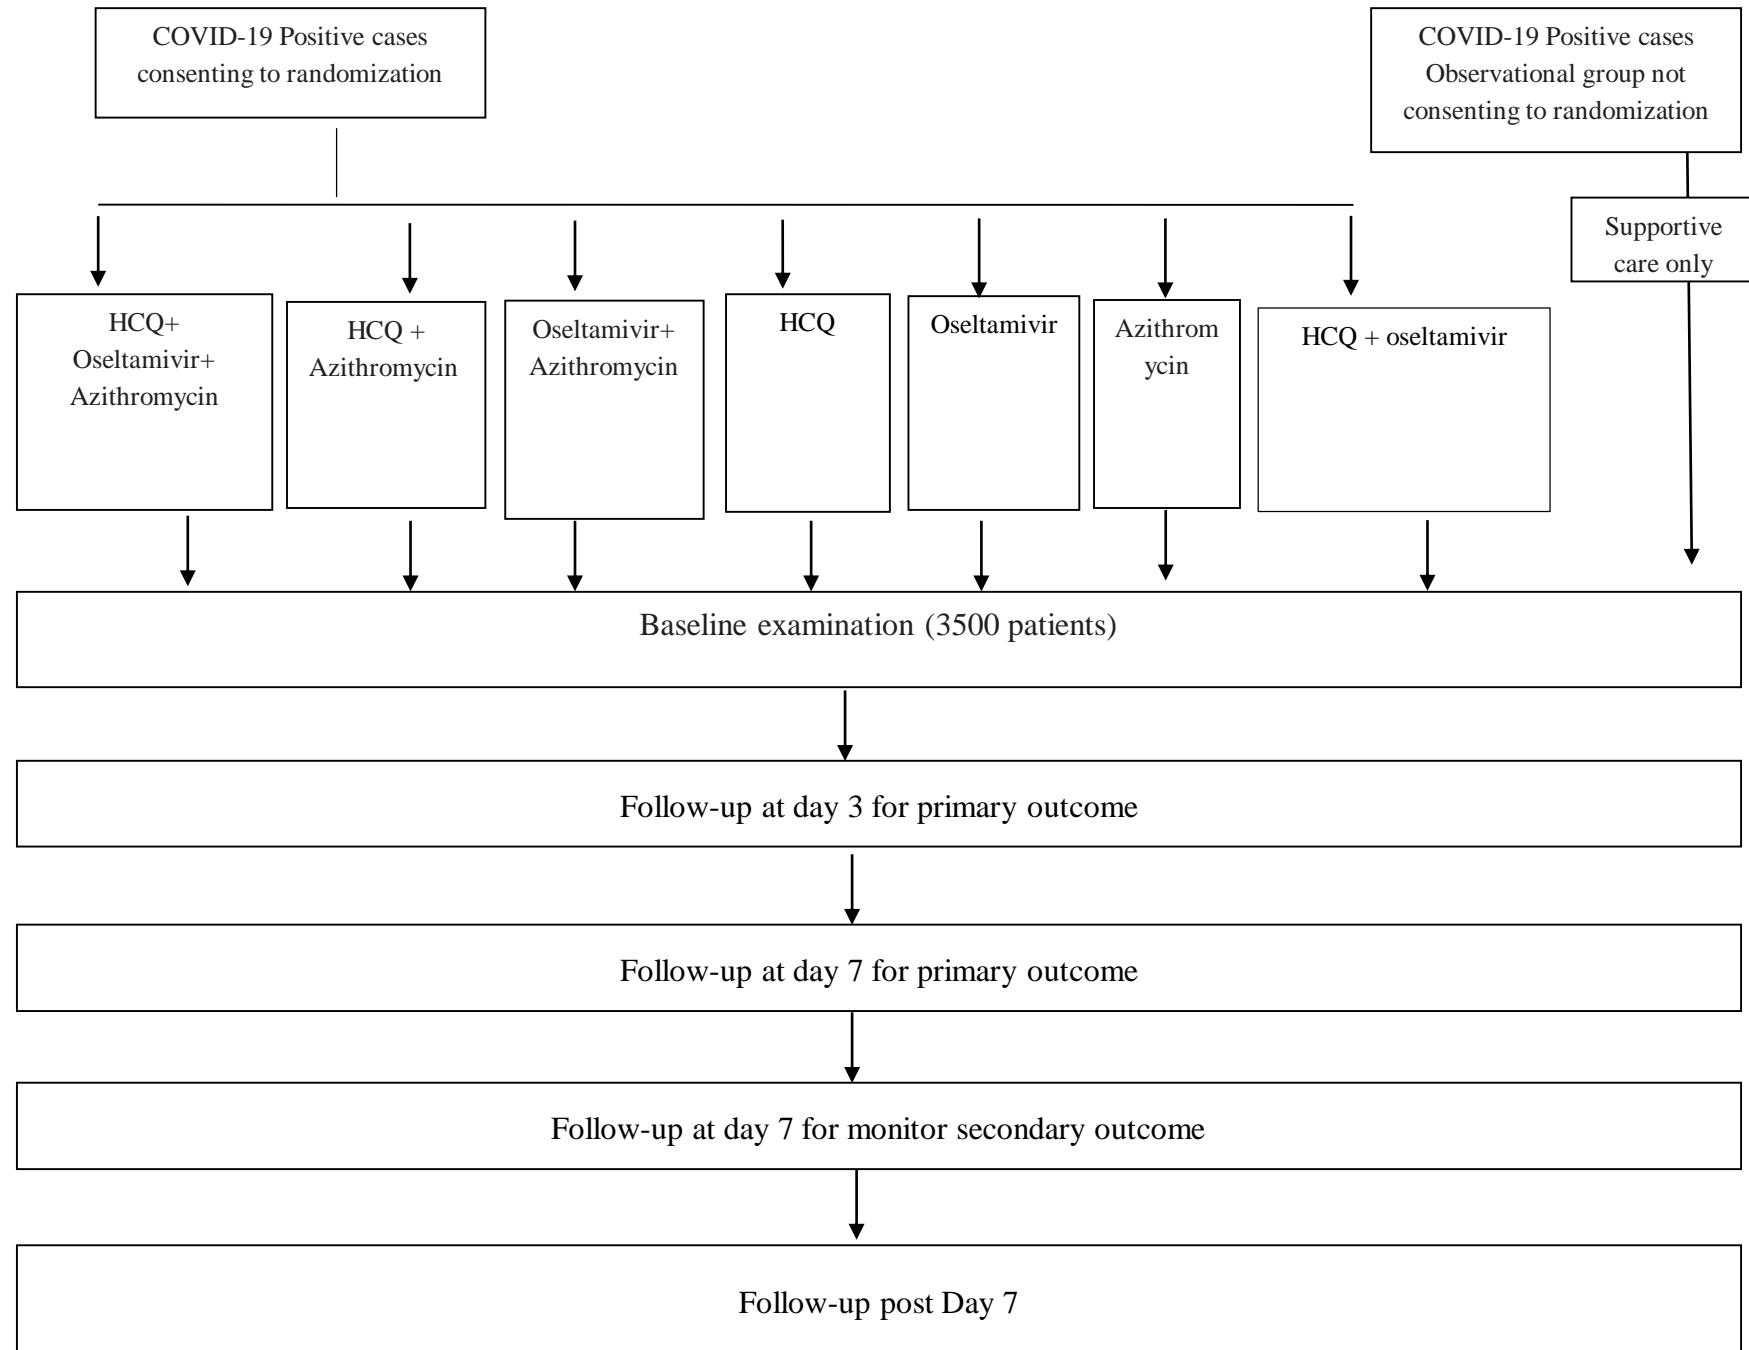 COVID-19 Positive cases
consenting to randomization
COVID-19 Positive cases
Observational group not
consenting to randomization
Supportive
care only
HCQ+
Oseltamivir+
Azithromycin
HCQ +
Azithromycin
Oseltamivir+
Azithromycin
HCQ
Oseltamivir
Azithrom
ycin
HCQ + oseltamivir
Baseline examination (3500 patients)
Follow-up at day 3 for primary outcome
Follow-up at day 7 for primary outcome
Follow-up at day 7 for monitor secondary outcome
Follow-up post Day 7